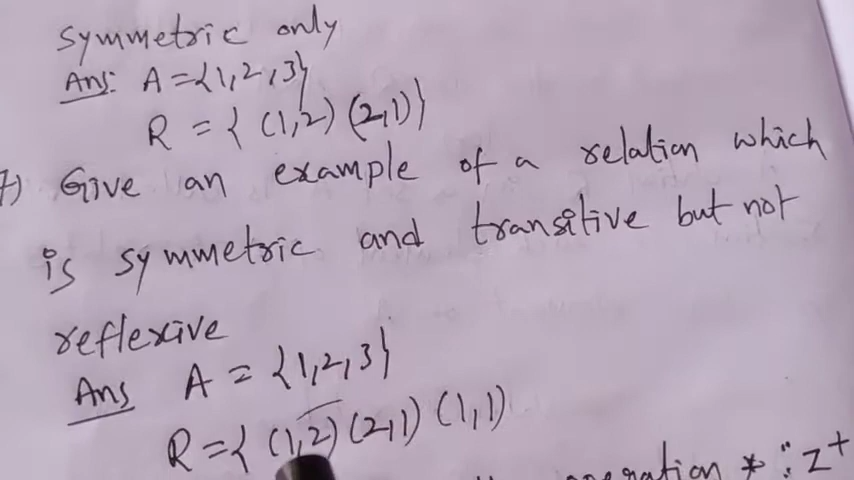 symmetric only
Ans: A = {1,2,3}
R = { (1,2) (2,1)}
7) Give an example of a relation which
is symmetric and transitive but not
reflexive
Ans A = {1,2,3}
R = { (1,2) (2,1) (1,1)
operation * : Z+